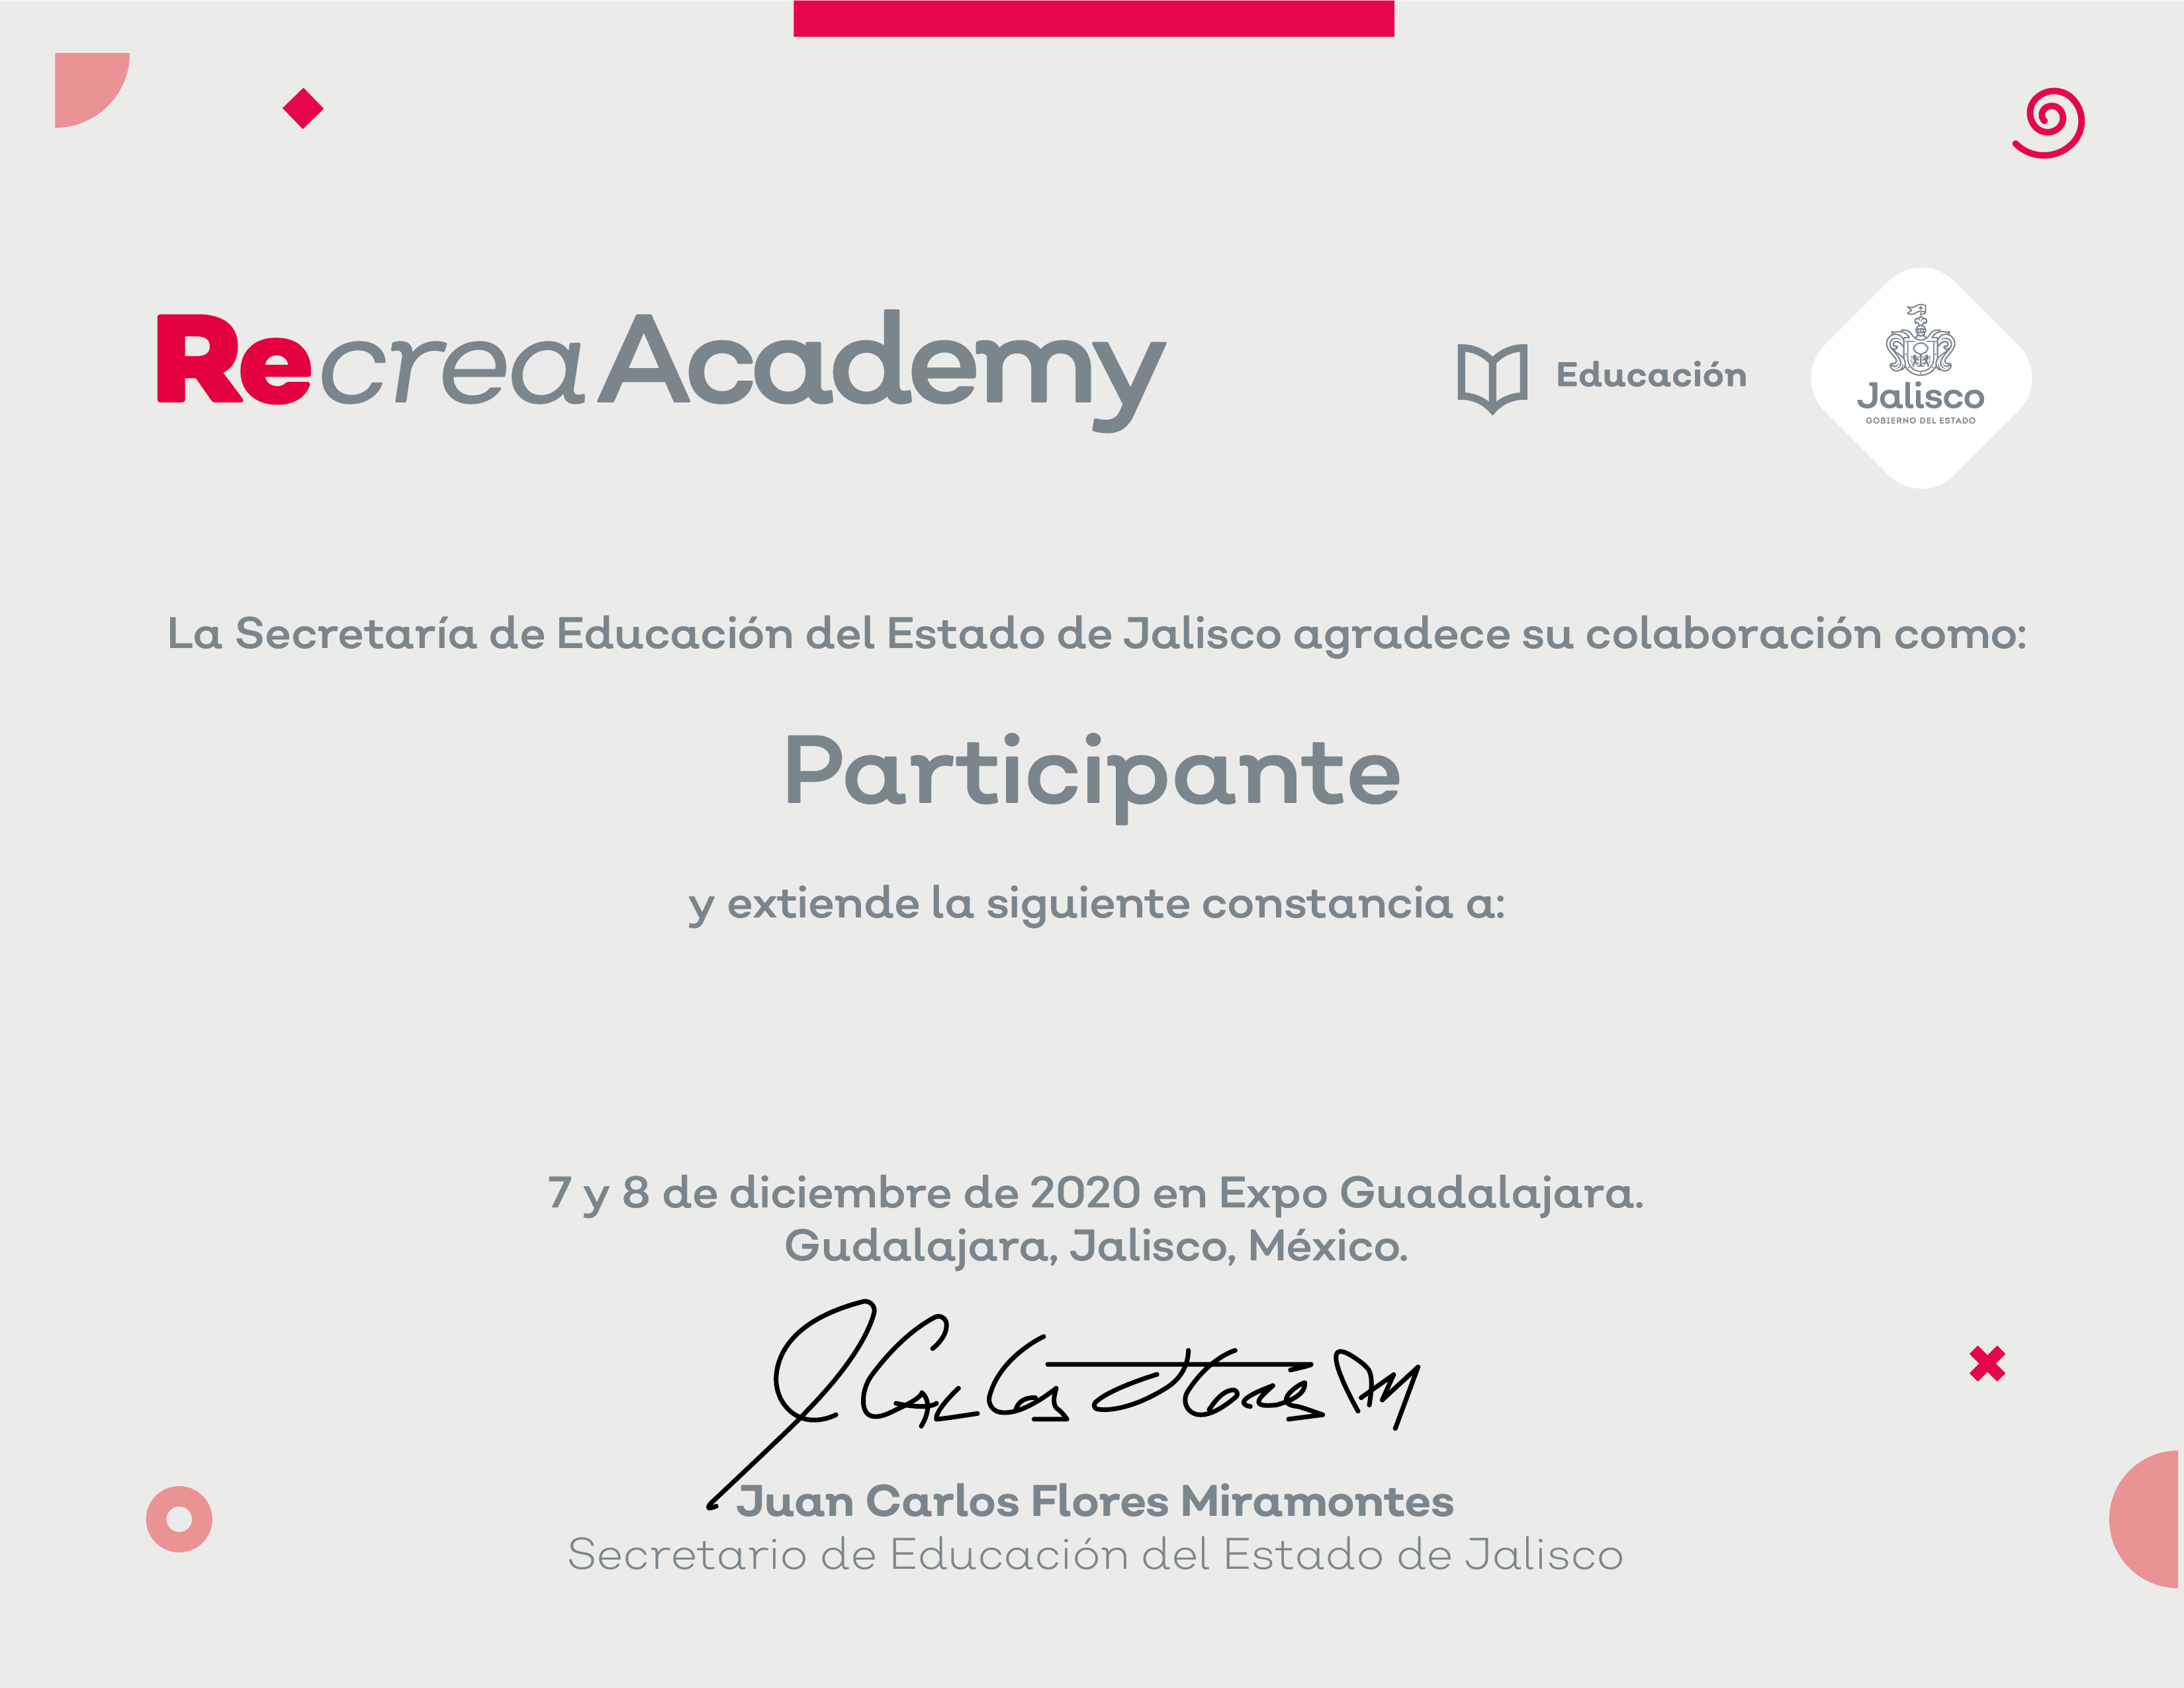 RecreaAcademy
Educación
Jalisco
GOBIERNO DEL ESTADO
La Secretaría de Educación del Estado de Jalisco agradece su colaboración como:
Participante
y extiende la siguiente constancia a:
7 y 8 de diciembre de 2020 en Expo Guadalajara.
Gudalajara, Jalisco, México.
Juan Carlos Flores Miramontes
Secretario de Educación del Estado de Jalisco